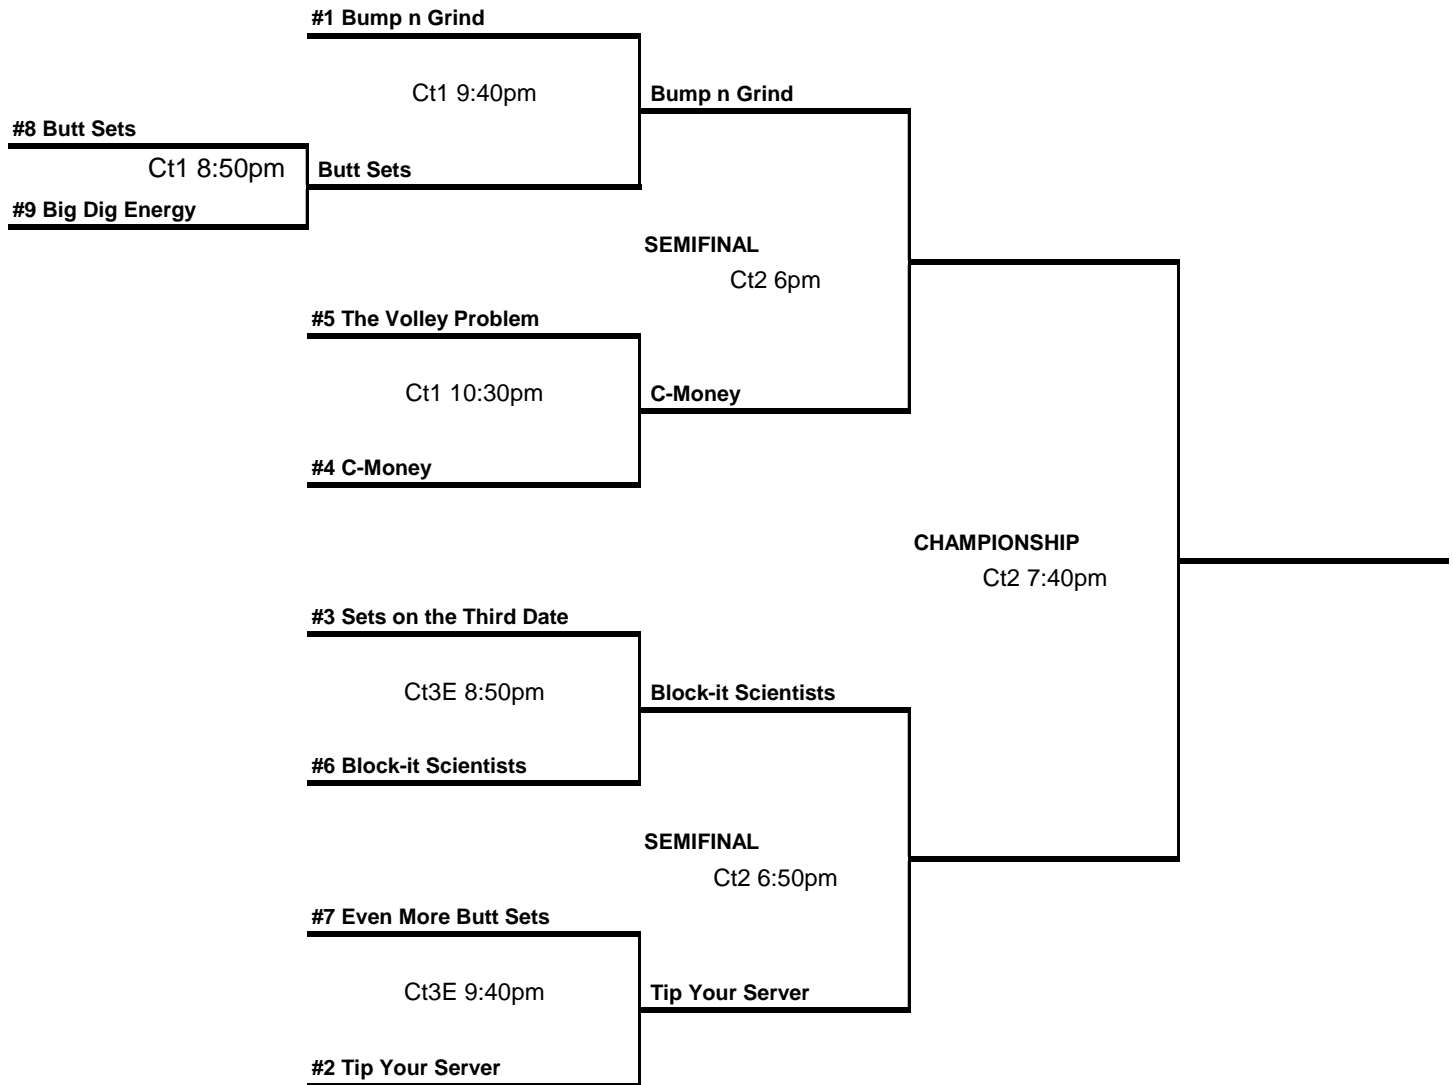 #1 Bump n Grind
Ct1 9:40pm
Bump n Grind
#8 Butt Sets
Ct1 8:50pm
Butt Sets
#9 Big Dig Energy
SEMIFINAL
Ct2 6pm
#5 The Volley Problem
Ct1 10:30pm
C-Money
#4 C-Money
CHAMPIONSHIP
Ct2 7:40pm
#3 Sets on the Third Date
Ct3E 8:50pm
Block-it Scientists
#6 Block-it Scientists
SEMIFINAL
Ct2 6:50pm
#7 Even More Butt Sets
Ct3E 9:40pm
Tip Your Server
#2 Tip Your Server